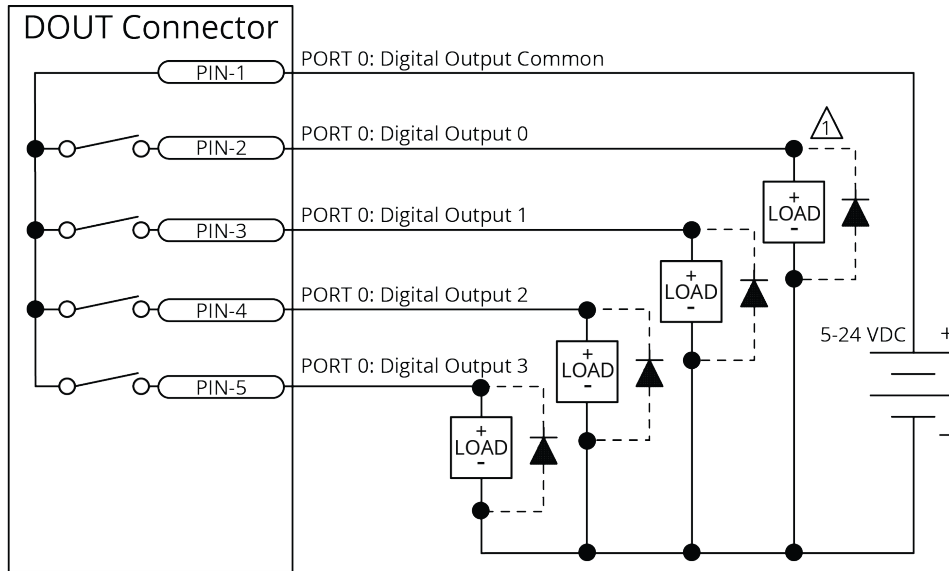 DOUT Connector
PIN-1
PORT 0: Digital Output Common
PIN-2
PORT 0: Digital Output 0
1
PIN-3
PORT 0: Digital Output 1
+
LOAD
-
PIN-4
PORT 0: Digital Output 2
+
LOAD
-
5-24 VDC
+
-
PIN-5
PORT 0: Digital Output 3
+
LOAD
-
+
LOAD
-